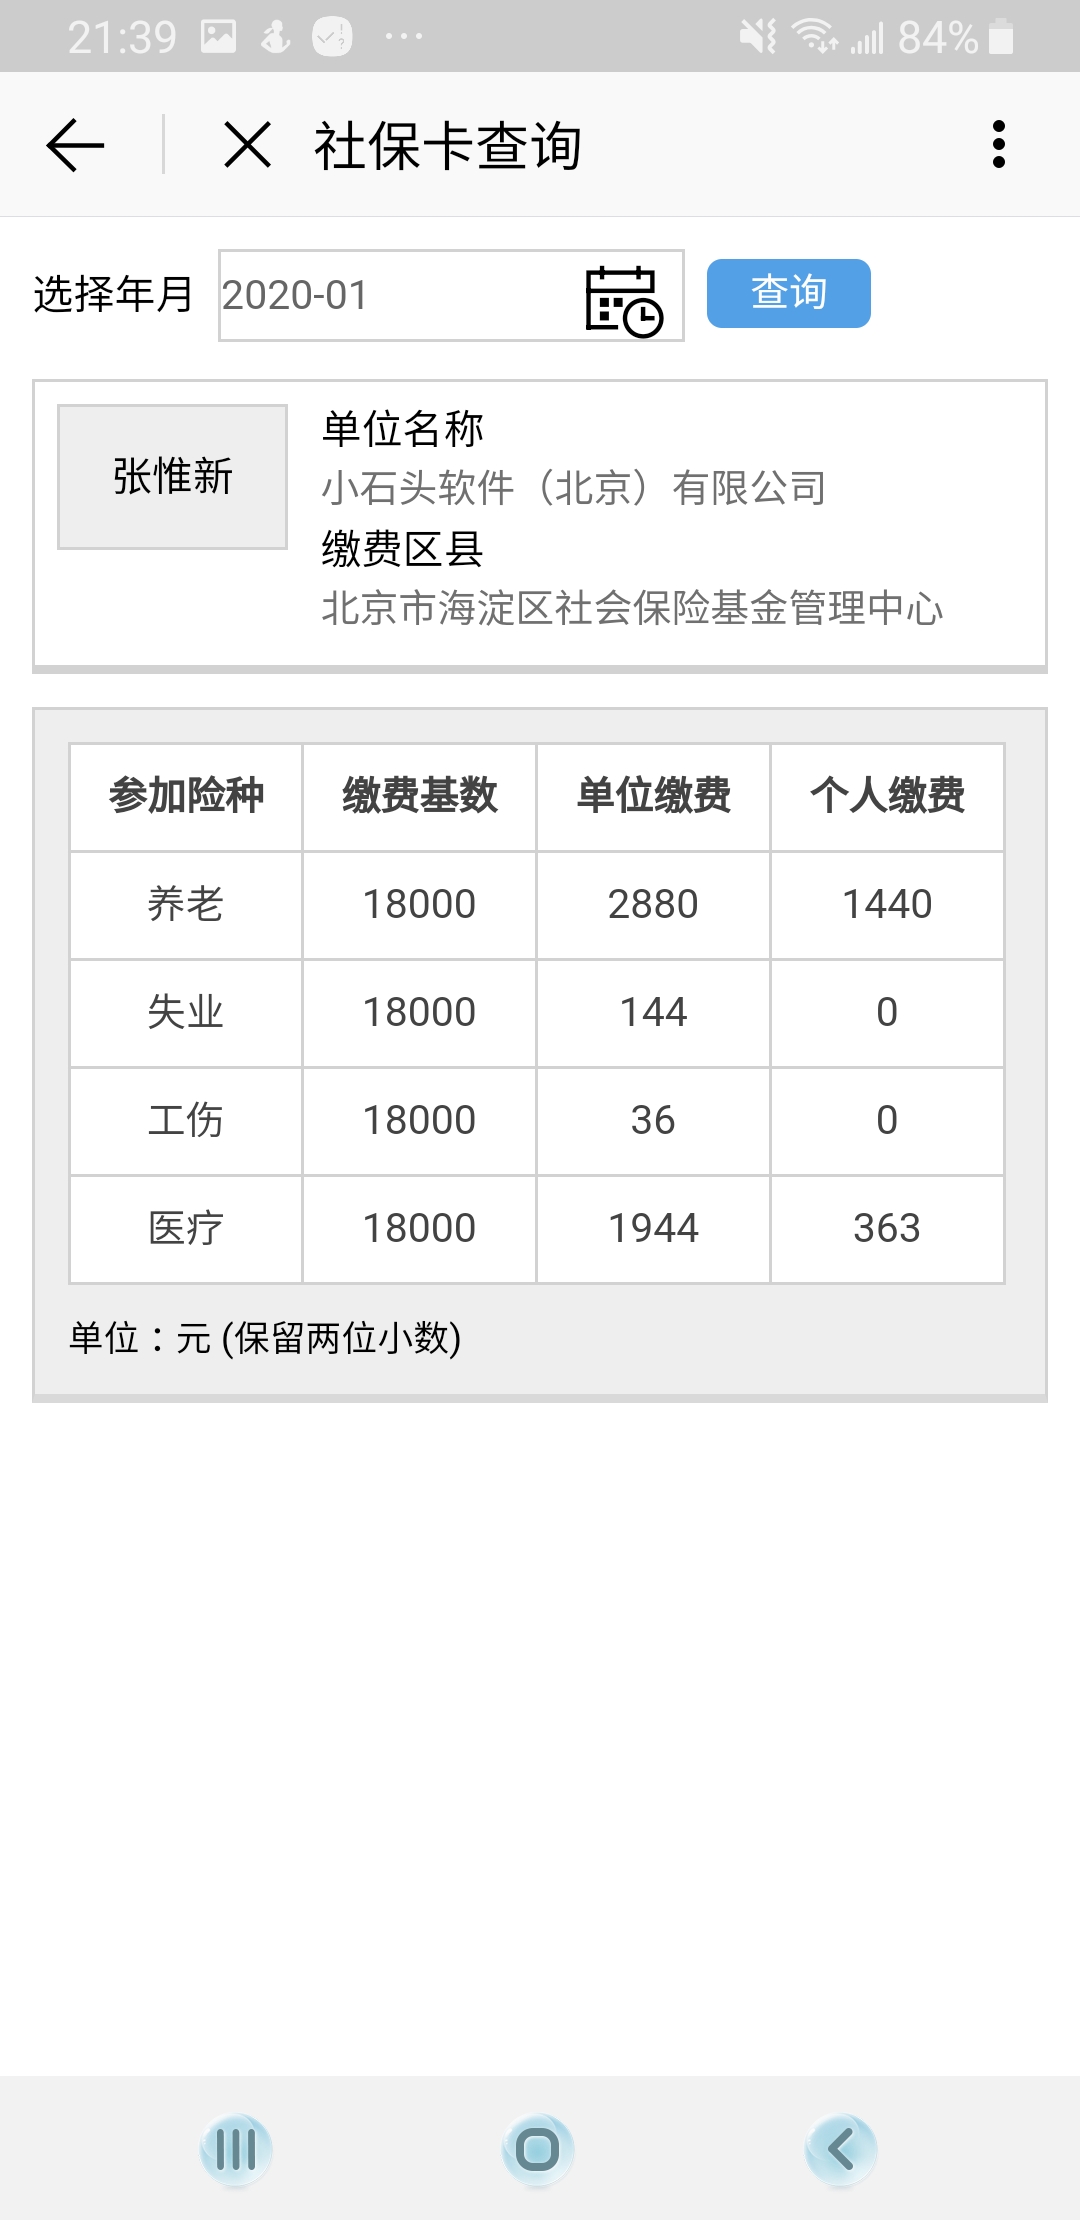 21:39 84%
社保卡查询
选择年月 2020-01 查询
张惟新
单位名称
小石头软件（北京）有限公司
缴费区县
北京市海淀区社会保险基金管理中心
参加险种 缴费基数 单位缴费 个人缴费
养老 18000 2880 1440
失业 18000 144 0
工伤 18000 36 0
医疗 18000 1944 363
单位：元 (保留两位小数)